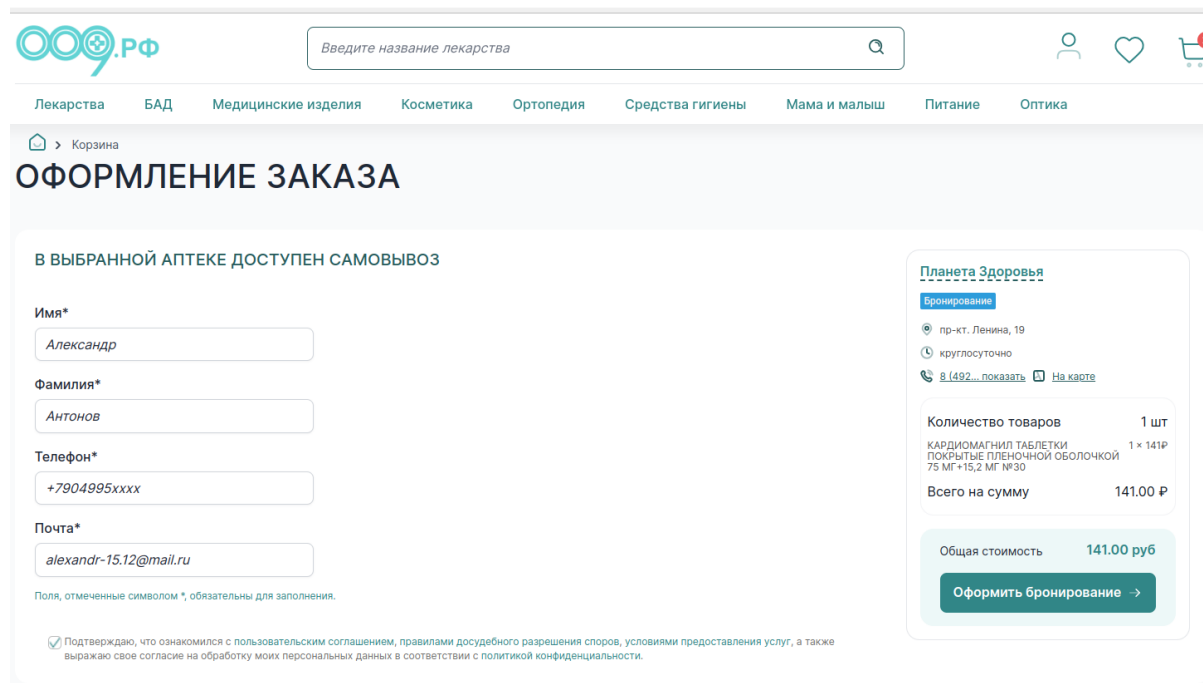 009.РФ
Введите название лекарства
Лекарства БАД Медицинские изделия Косметика Ортопедия Средства гигиены Мама и малыш Питание Оптика
Корзина
ОФОРМЛЕНИЕ ЗАКАЗА
В ВЫБРАННОЙ АПТЕКЕ ДОСТУПЕН САМОВЫВОЗ
Имя*
Александр
Фамилия*
Антонов
Телефон*
+7904995xxxx
Почта*
alexandr-15.12@mail.ru
Поля, отмеченные символом *, обязательны для заполнения.
Подтверждаю, что ознакомился с пользовательским соглашением, правилами досудебного разрешения споров, условиями предоставления услуг, а также
выражаю свое согласие на обработку моих персональных данных в соответствии с политикой конфиденциальности.
Планета Здоровья
Бронирование
пр-кт. Ленина, 19
круглосуточно
8 (492... показать На карте
Количество товаров 1 шт
КАРДИОМАГНИЛ ТАБЛЕТКИ 1 × 141₽
ПОКРЫТЫЕ ПЛЕНОЧНОЙ ОБОЛОЧКОЙ
75 МГ+15,2 МГ №30
Всего на сумму 141.00 ₽
Общая стоимость 141.00 руб
Оформить бронирование →